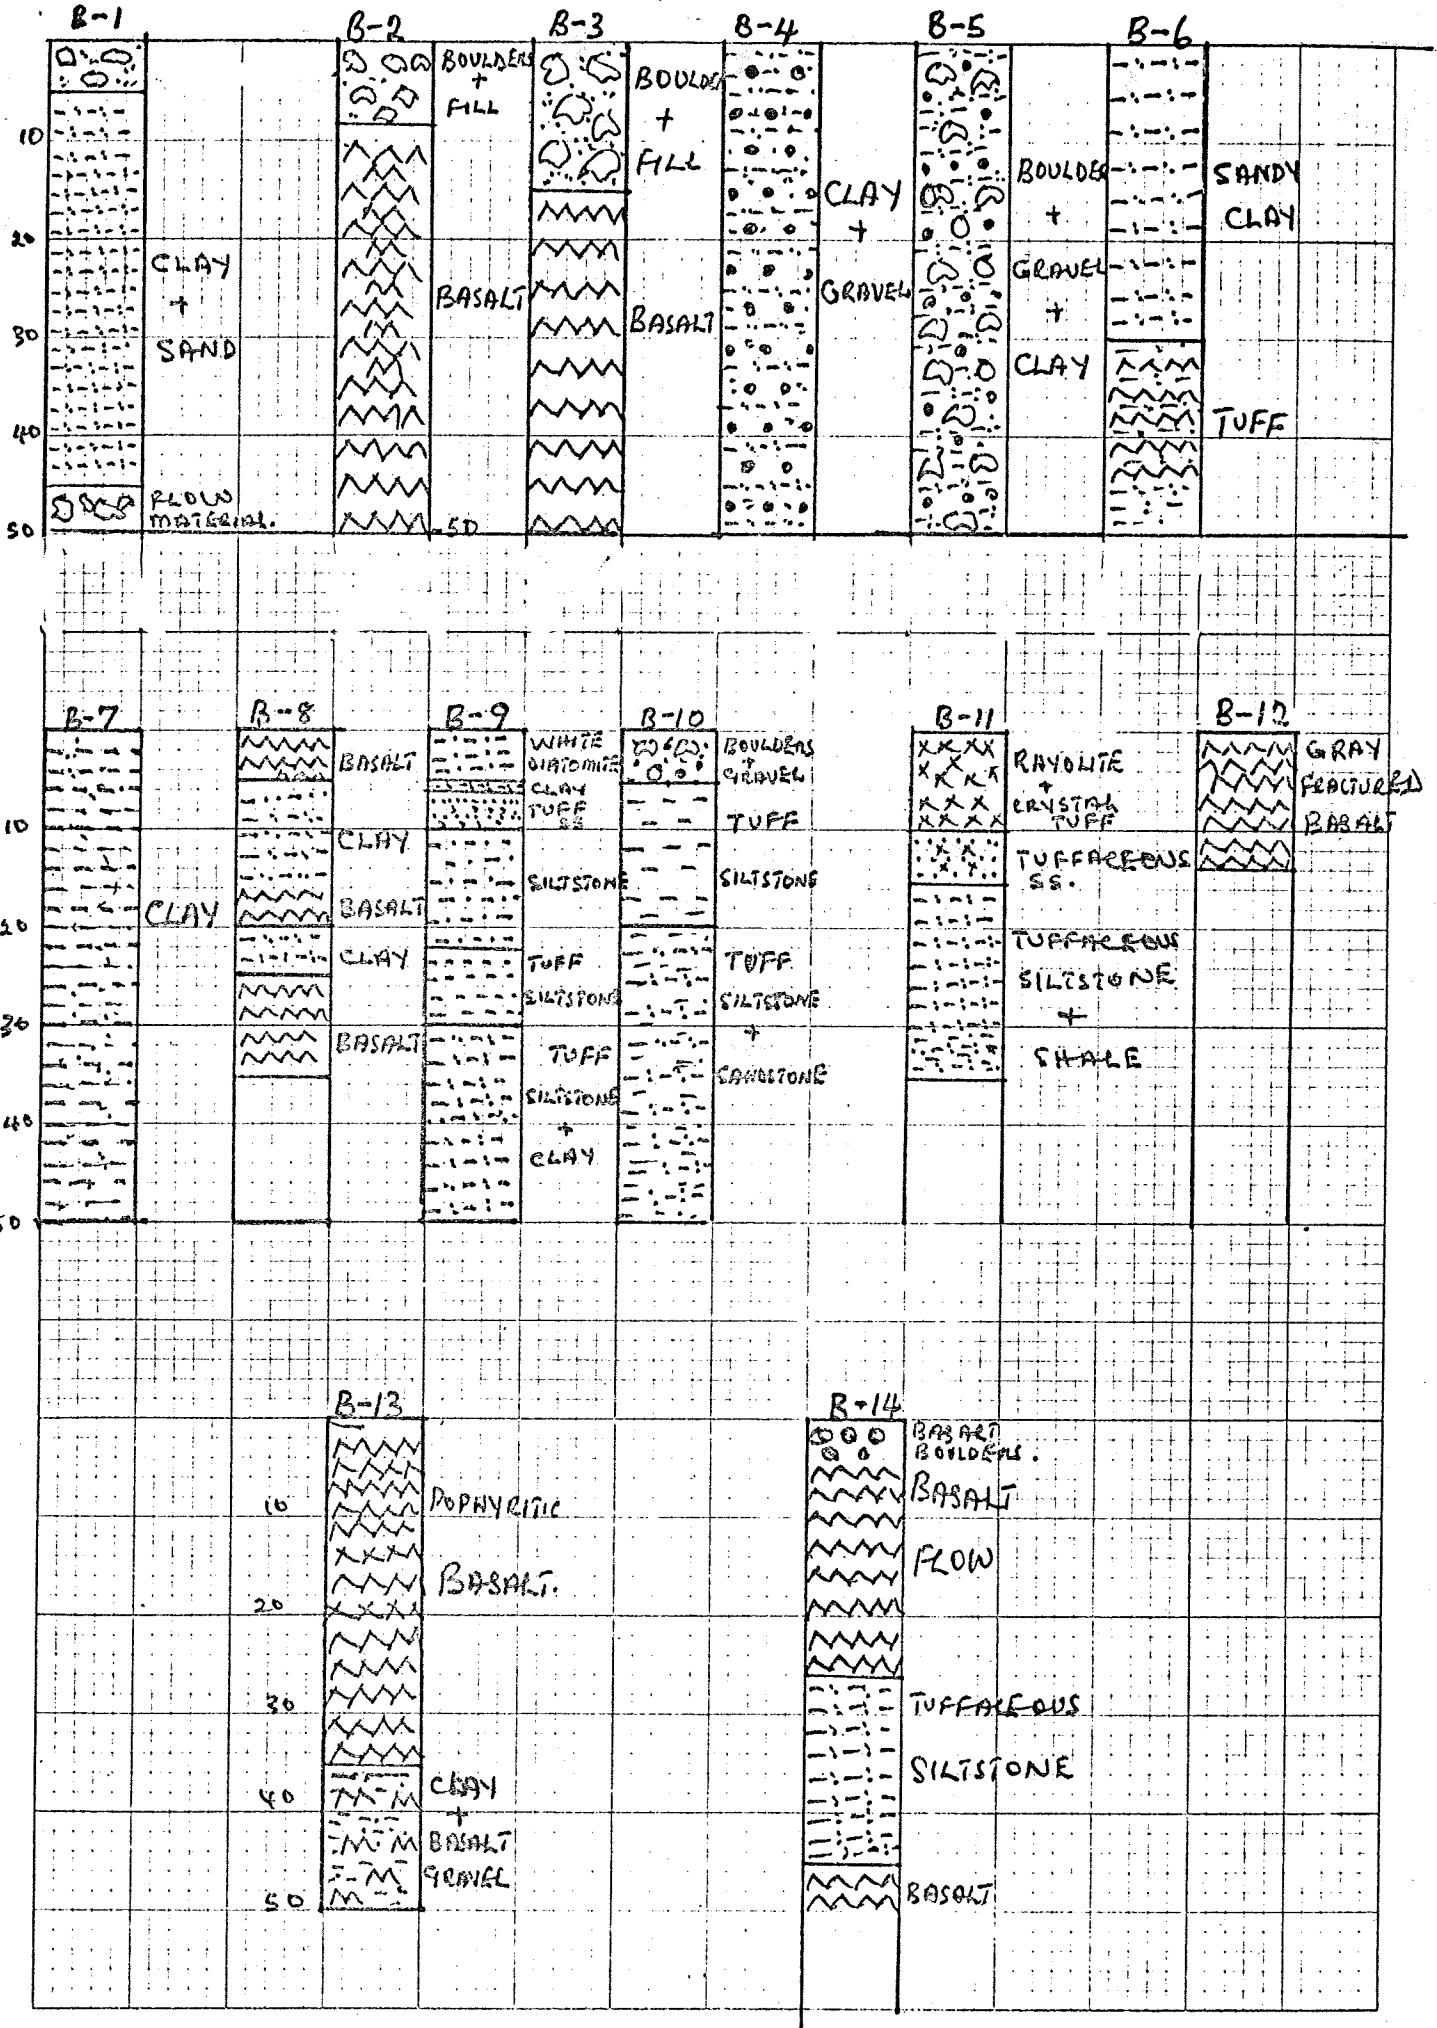 B-1
B-2
B-3
B-4
B-5
B-6
10
20
30
40
50
CLAY
+
SAND
FLOW
MATERIAL.
BOULDERS
+
FILL
BASALT
50
BOULDER
+
FILL
BASALT
CLAY
+
GRAVEL
BOULDER
+
GRAVEL
+
CLAY
SANDY
CLAY
TUFF
B-7
B-8
B-9
B-10
B-11
B-12
10
20
30
40
50
CLAY
BASALT
CLAY
BASALT
CLAY
BASALT
WHITE
DIATOMITE
CLAY
TUFF
SS
SILTSTONE
TUFF
SILTSTONE
TUFF
SILTSTONE
+
CLAY
BOULDERS
+
GRAVEL
TUFF
SILTSTONE
TUFF
SILTSTONE
+
SANDSTONE
RAYOLITE
+
CRYSTAL
TUFF
TUFFACEOUS
SS.
TUFFACEOUS
SILTSTONE
+
SHALE
GRAY
FRACTURED
BASALT
B-13
B-14
10
20
30
40
50
POPHYRITIC
BASALT.
CLAY
+
BASALT
GRAVEL
BASALT
BOULDERS.
BASALT
FLOW
TUFFACEOUS
SILTSTONE
BASALT